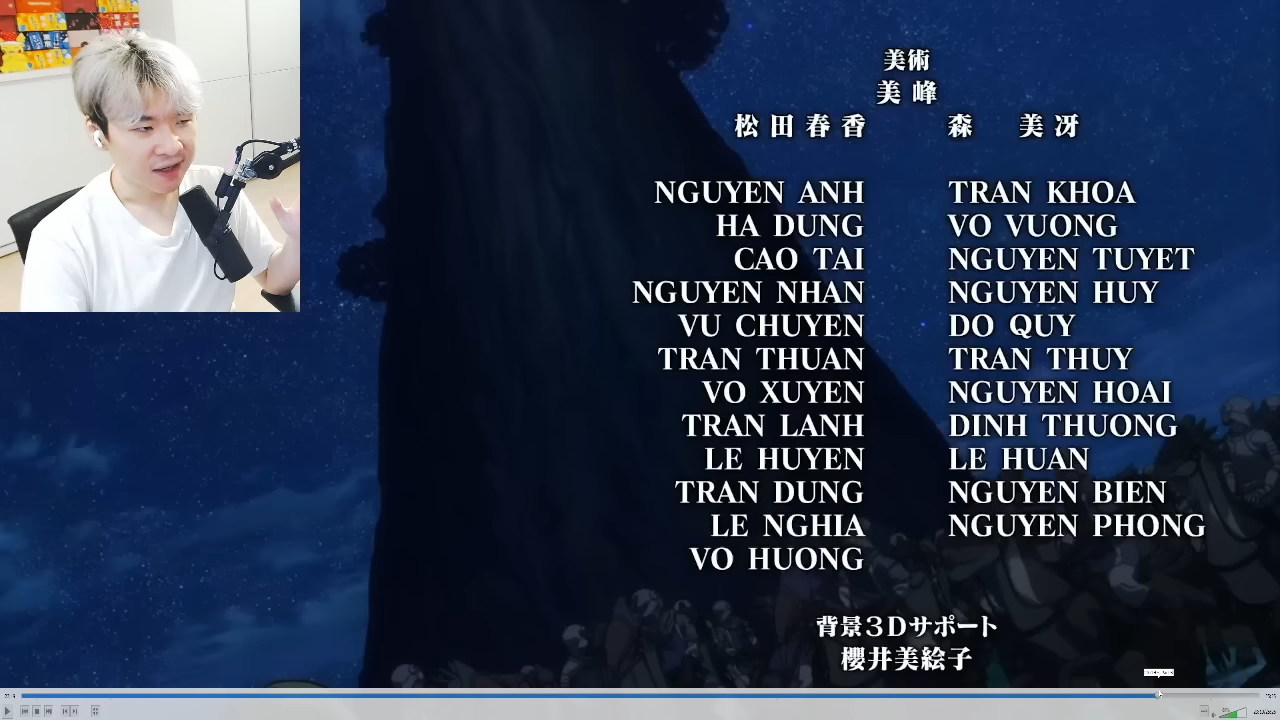 美術
美峰
松田春香 森 美冴
NGUYEN ANH TRAN KHOA
HA DUNG VO VUONG
CAO TAI NGUYEN TUYET
NGUYEN NHAN NGUYEN HUY
VU CHUYEN DO QUY
TRAN THUAN TRAN THUY
VO XUYEN NGUYEN HOAI
TRAN LANH DINH THUONG
LE HUYEN LE HUAN
TRAN DUNG NGUYEN BIEN
LE NGHIA NGUYEN PHONG
VO HUONG
背景3Dサポート
櫻井美絵子